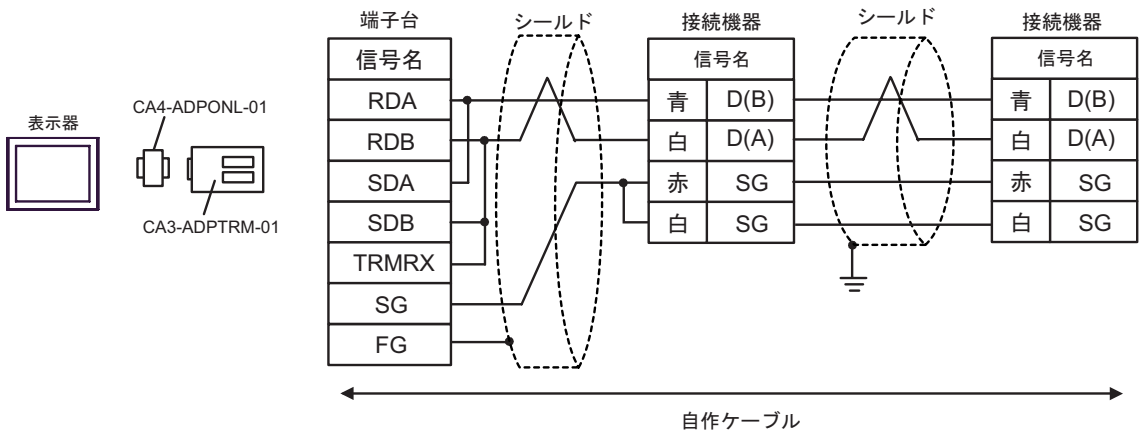 端子台
シールド
接続機器
シールド
接続機器
信号名
信号名
信号名
CA4-ADPONL-01
表示器
CA3-ADPTRM-01
RDA
青 D(B)
青 D(B)
RDB
白 D(A)
白 D(A)
SDA
赤 SG
赤 SG
SDB
白 SG
白 SG
TRMRX
SG
FG
自作ケーブル